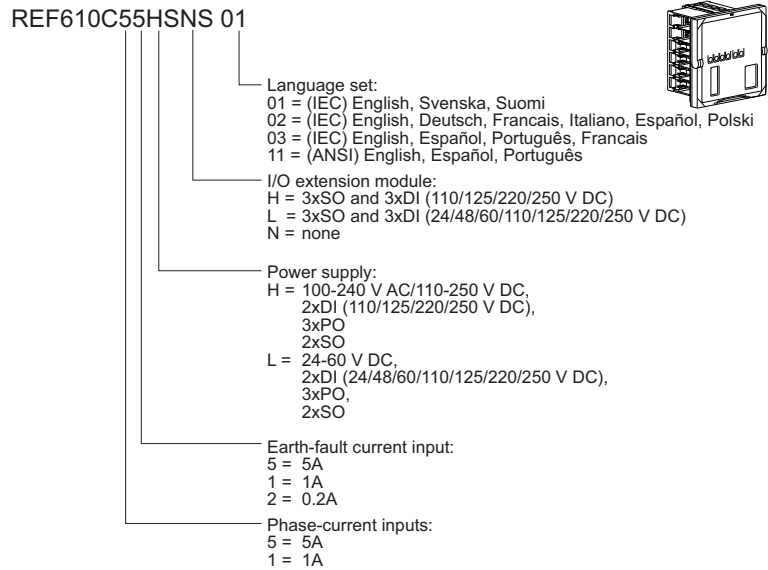 REF610C55HSNS 01
Language set:
01 = (IEC) English, Svenska, Suomi
02 = (IEC) English, Deutsch, Francais, Italiano, Español, Polski
03 = (IEC) English, Español, Português, Francais
11 = (ANSI) English, Español, Português
I/O extension module:
H = 3xSO and 3xDI (110/125/220/250 V DC)
L = 3xSO and 3xDI (24/48/60/110/125/220/250 V DC)
N = none
Power supply:
H = 100-240 V AC/110-250 V DC,
2xDI (110/125/220/250 V DC),
3xPO
2xSO
L = 24-60 V DC,
2xDI (24/48/60/110/125/220/250 V DC),
3xPO,
2xSO
Earth-fault current input:
5 = 5A
1 = 1A
2 = 0.2A
Phase-current inputs:
5 = 5A
1 = 1A